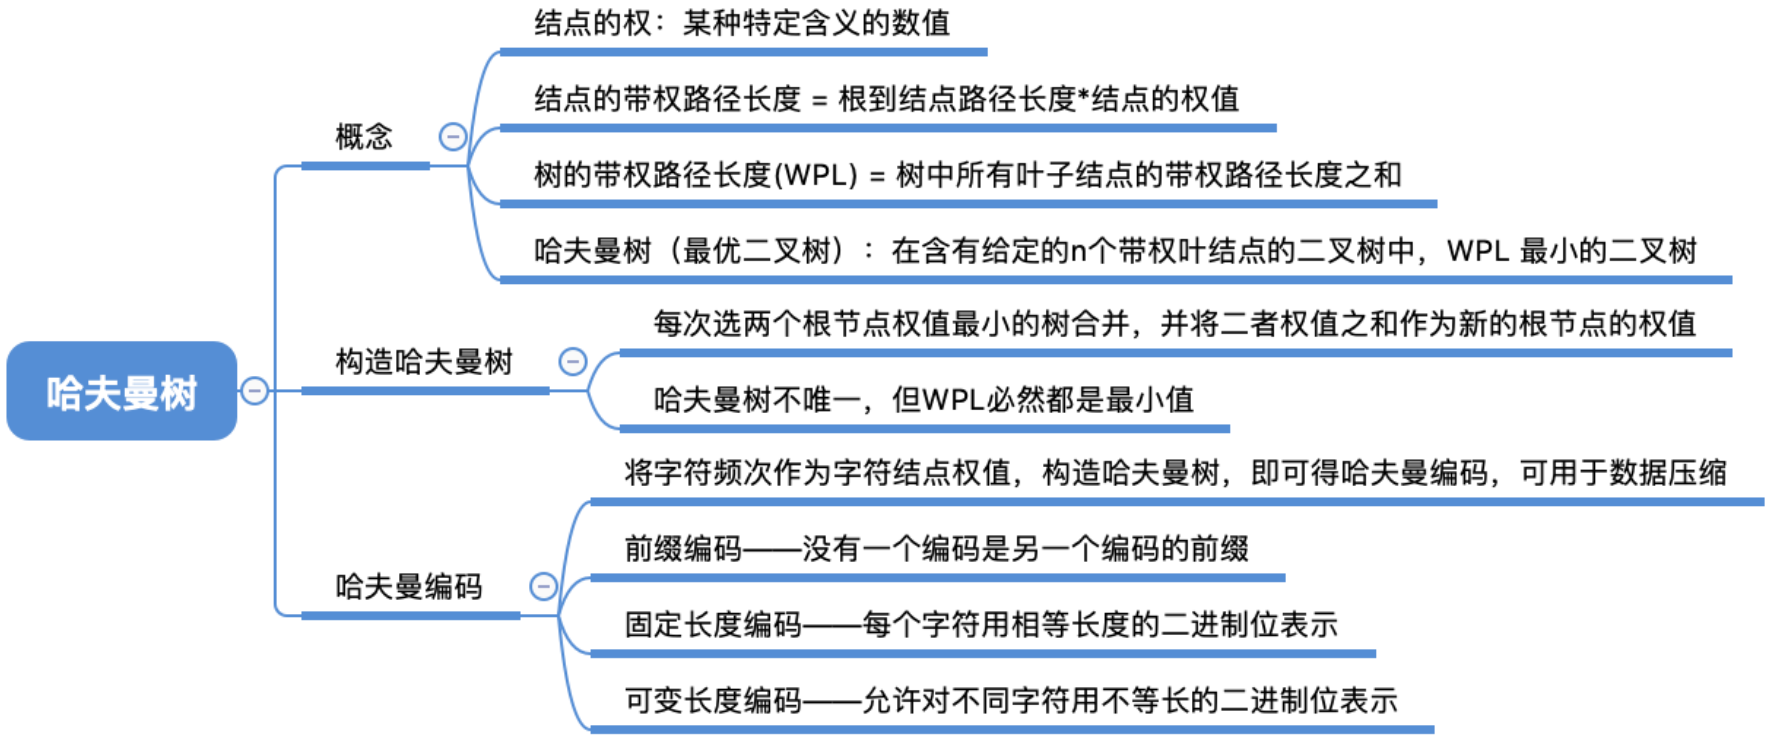 哈夫曼树
概念
结点的权：某种特定含义的数值
结点的带权路径长度 = 根到结点路径长度*结点的权值
树的带权路径长度(WPL) = 树中所有叶子结点的带权路径长度之和
哈夫曼树（最优二叉树）：在含有给定的n个带权叶结点的二叉树中，WPL 最小的二叉树
构造哈夫曼树
每次选两个根节点权值最小的树合并，并将二者权值之和作为新的根节点的权值
哈夫曼树不唯一，但WPL必然都是最小值
哈夫曼编码
将字符频次作为字符结点权值，构造哈夫曼树，即可得哈夫曼编码，可用于数据压缩
前缀编码——没有一个编码是另一个编码的前缀
固定长度编码——每个字符用相等长度的二进制位表示
可变长度编码——允许对不同字符用不等长的二进制位表示